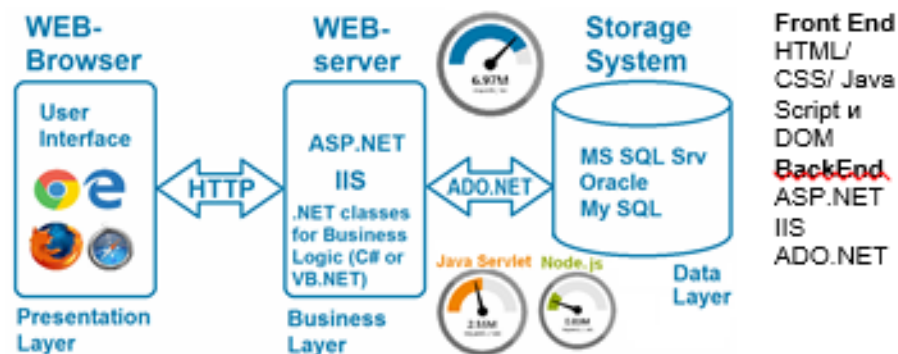 WEB-
Browser
User
Interface
Presentation
Layer
HTTP
WEB-
server
ASP.NET
IIS
.NET classes
for Business
Logic (C# or
VB.NET)
Business
Layer
6.97M
ADO.NET
Java Servlet
Node.js
Storage
System
MS SQL Srv
Oracle
My SQL
Data
Layer
Front End
HTML/
CSS/ Java
Script и
DOM
BackEnd
ASP.NET
IIS
ADO.NET